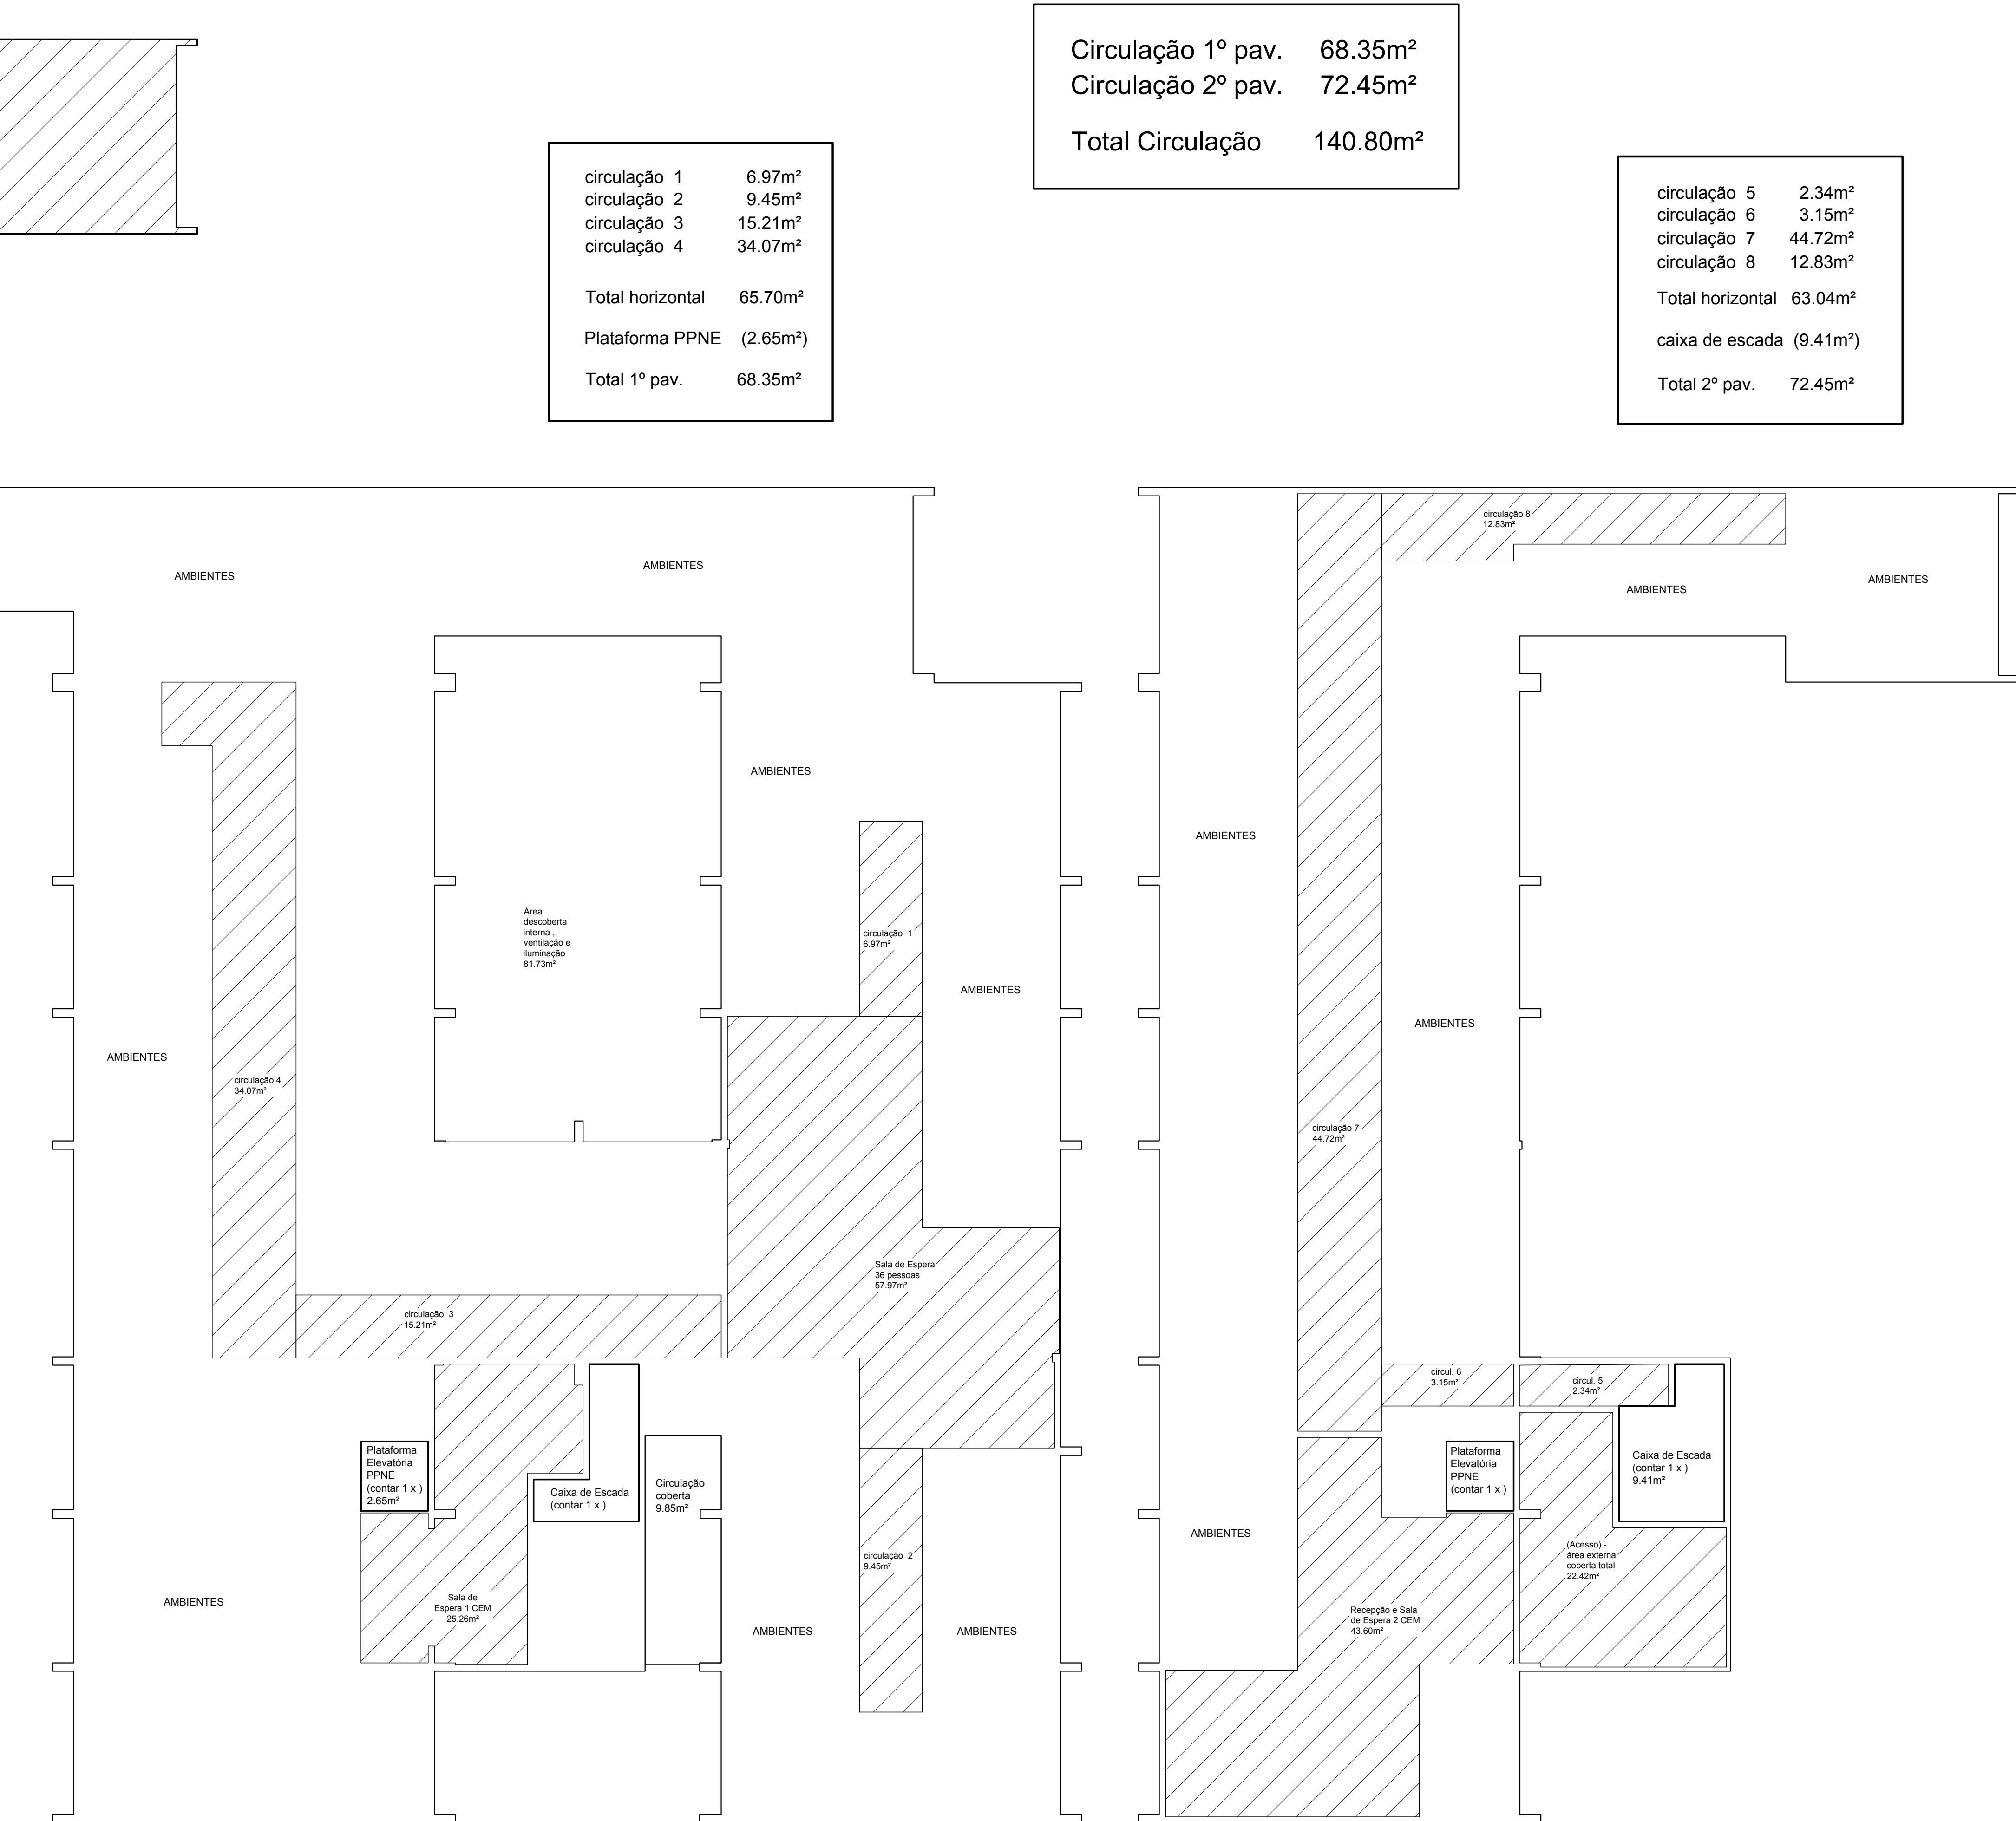 Circulação 1º pav. 68.35m²
Circulação 2º pav. 72.45m²
Total Circulação 140.80m²
circulação 1 6.97m²
circulação 2 9.45m²
circulação 3 15.21m²
circulação 4 34.07m²
Total horizontal 65.70m²
Plataforma PPNE (2.65m²)
Total 1º pav. 68.35m²
circulação 5 2.34m²
circulação 6 3.15m²
circulação 7 44.72m²
circulação 8 12.83m²
Total horizontal 63.04m²
caixa de escada (9.41m²)
Total 2º pav. 72.45m²
AMBIENTES
AMBIENTES
AMBIENTES
Área
descoberta
interna ,
ventilação e
iluminação
81.73m²
circulação 1
6.97m²
AMBIENTES
AMBIENTES
circulação 4
34.07m²
Sala de Espera
36 pessoas
57.97m²
circulação 3
15.21m²
Plataforma
Elevatória
PPNE
(contar 1 x )
2.65m²
Caixa de Escada
(contar 1 x )
Circulação
coberta
9.85m²
circulação 2
9.45m²
AMBIENTES
Sala de
Espera 1 CEM
25.26m²
AMBIENTES
AMBIENTES
circulação 8
12.83m²
AMBIENTES
AMBIENTES
AMBIENTES
AMBIENTES
circulação 7
44.72m²
circul. 6
3.15m²
circul. 5
2.34m²
Plataforma
Elevatória
PPNE
(contar 1 x )
Caixa de Escada
(contar 1 x )
9.41m²
AMBIENTES
(Acesso) -
área externa
coberta total
22.42m²
Recepção e Sala
de Espera 2 CEM
43.60m²